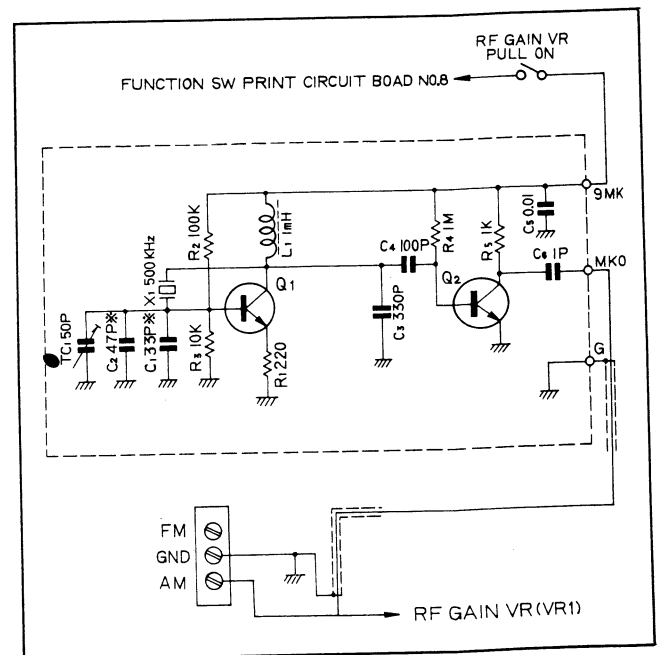 RF GAIN VR
PULL ON
FUNCTION SW PRINT CIRCUIT BOAD NO.8
9MK
C5 0.01
R5 1K
R4 1M
L1 1mH
R2 100K
C4 100P
C6 1P
MKO
X1 500KHz
Q1
Q2
C3 330P
TC1 50P
C2 47P※
C1 33P※
R3 10K
R1 220
G
FM
GND
AM
RF GAIN VR(VR1)